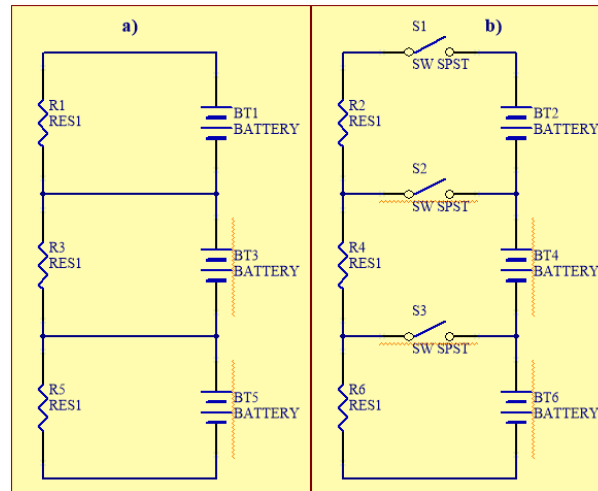 a)
R1
RES1
BT1
BATTERY
R3
RES1
BT3
BATTERY
R5
RES1
BT5
BATTERY
b)
S1
SW SPST
R2
RES1
BT2
BATTERY
S2
SW SPST
R4
RES1
BT4
BATTERY
S3
SW SPST
R6
RES1
BT6
BATTERY